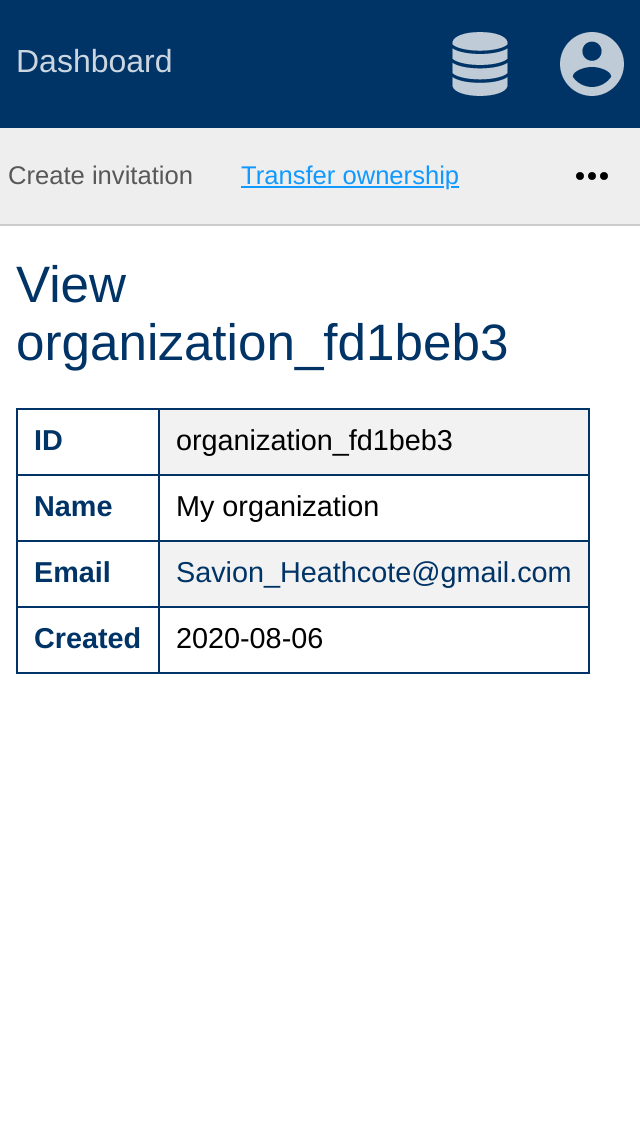 Dashboard
Create invitation Transfer ownership
View
organization_fd1beb3
ID organization_fd1beb3
Name My organization
Email Savion_Heathcote@gmail.com
Created 2020-08-06